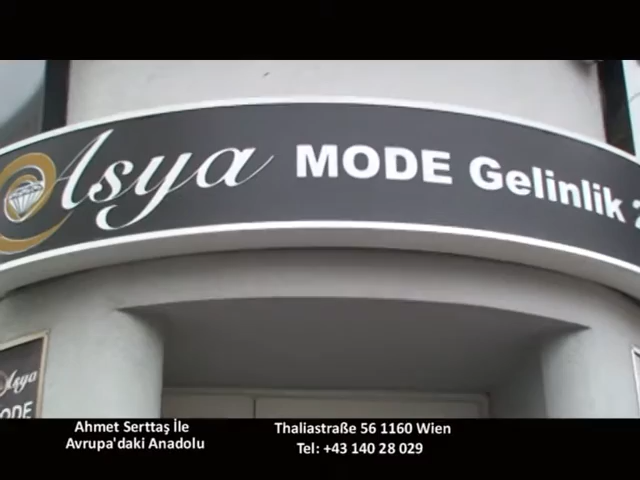 Asya MODE Gelinlik
Asya
MODE
Ahmet Serttaş İle
Avrupa'daki Anadolu
Thaliastraße 56 1160 Wien
Tel: +43 140 28 029